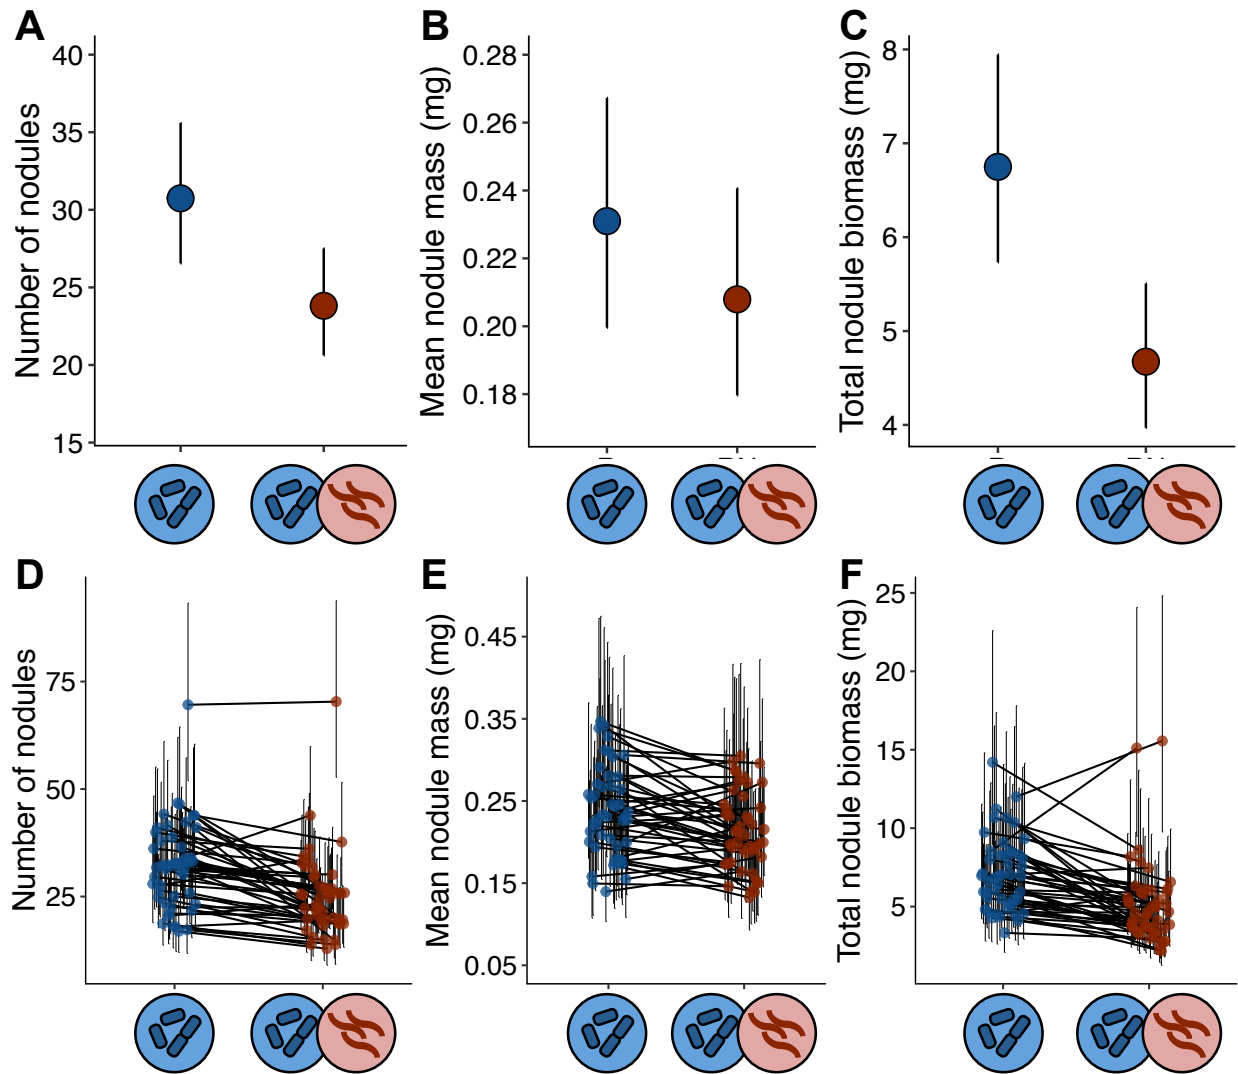 A
Number of nodules
40
35
30
25
20
15
B
Mean nodule mass (mg)
0.28
0.26
0.24
0.22
0.20
0.18
C
Total nodule biomass (mg)
8
7
6
5
4
D
Number of nodules
75
50
25
E
Mean nodule mass (mg)
0.45
0.35
0.25
0.15
0.05
F
Total nodule biomass (mg)
25
20
15
10
5